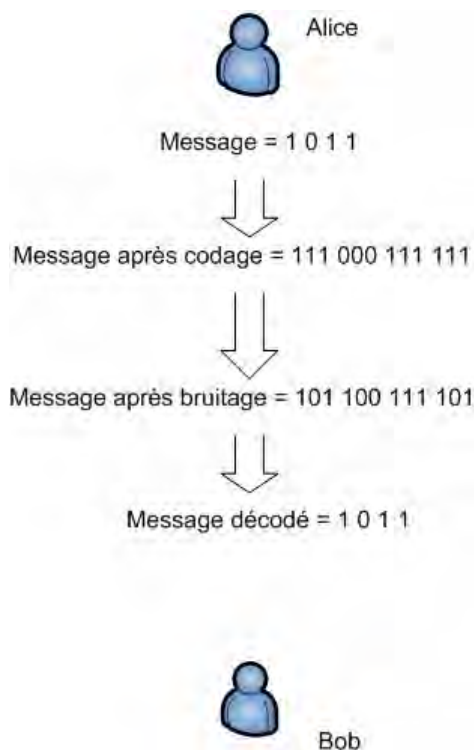 Alice
Message = 1 0 1 1
Message après codage = 111 000 111 111
Message après bruitage = 101 100 111 101
Message décodé = 1 0 1 1
Bob